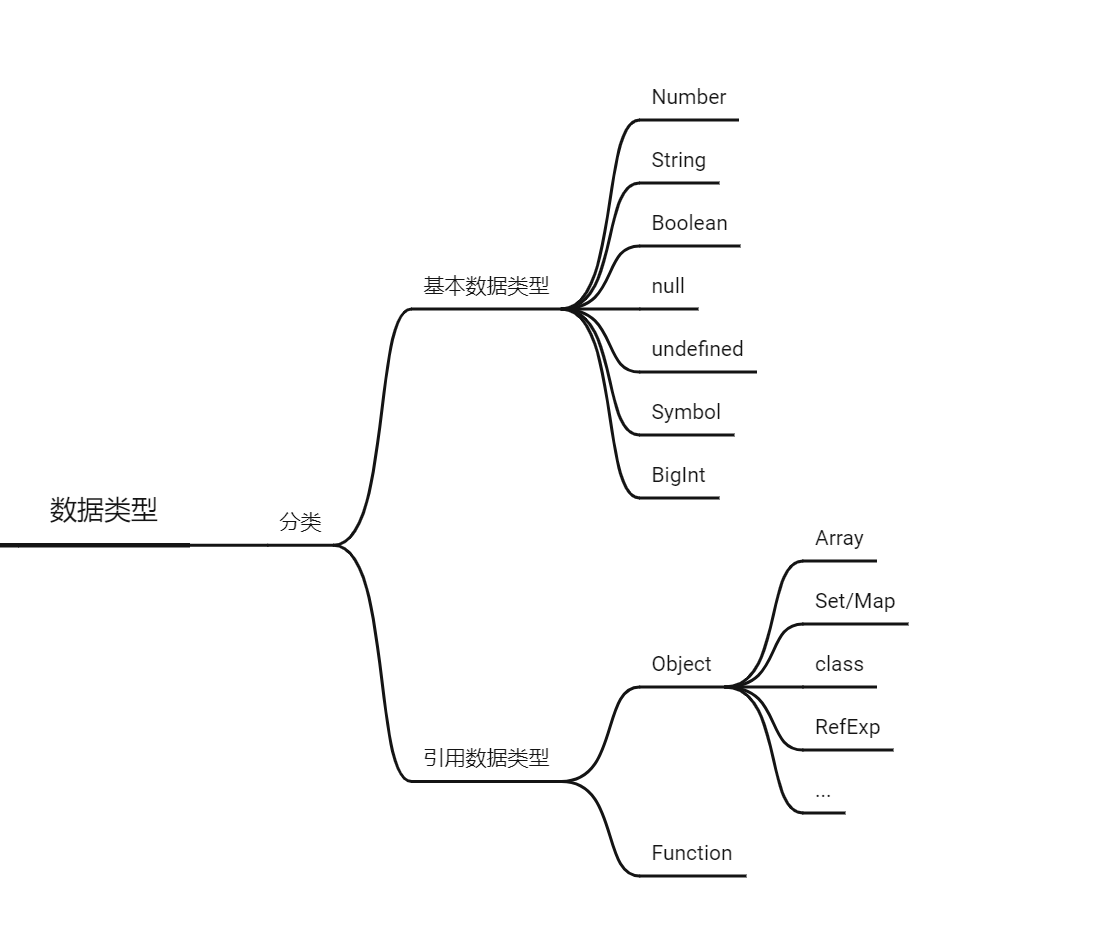 数据类型
分类
基本数据类型
Number
String
Boolean
null
undefined
Symbol
BigInt
引用数据类型
Object
Array
Set/Map
class
RefExp
...
Function